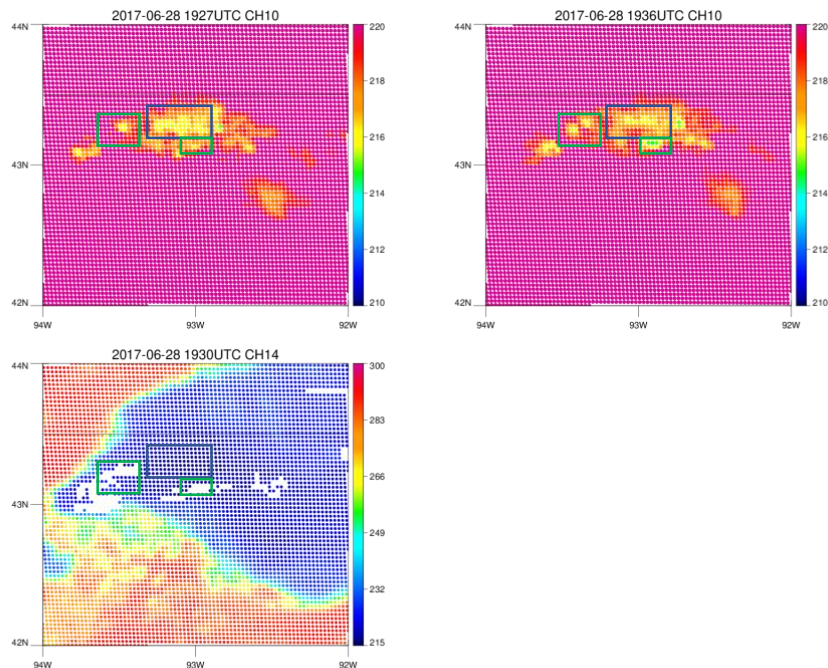 2017-06-28 1927UTC CH10
44N
43N
42N
94W
93W
92W
220
218
216
214
212
210
2017-06-28 1936UTC CH10
44N
43N
42N
94W
93W
92W
220
218
216
214
212
210
2017-06-28 1930UTC CH14
44N
43N
42N
94W
93W
92W
300
283
266
249
232
215